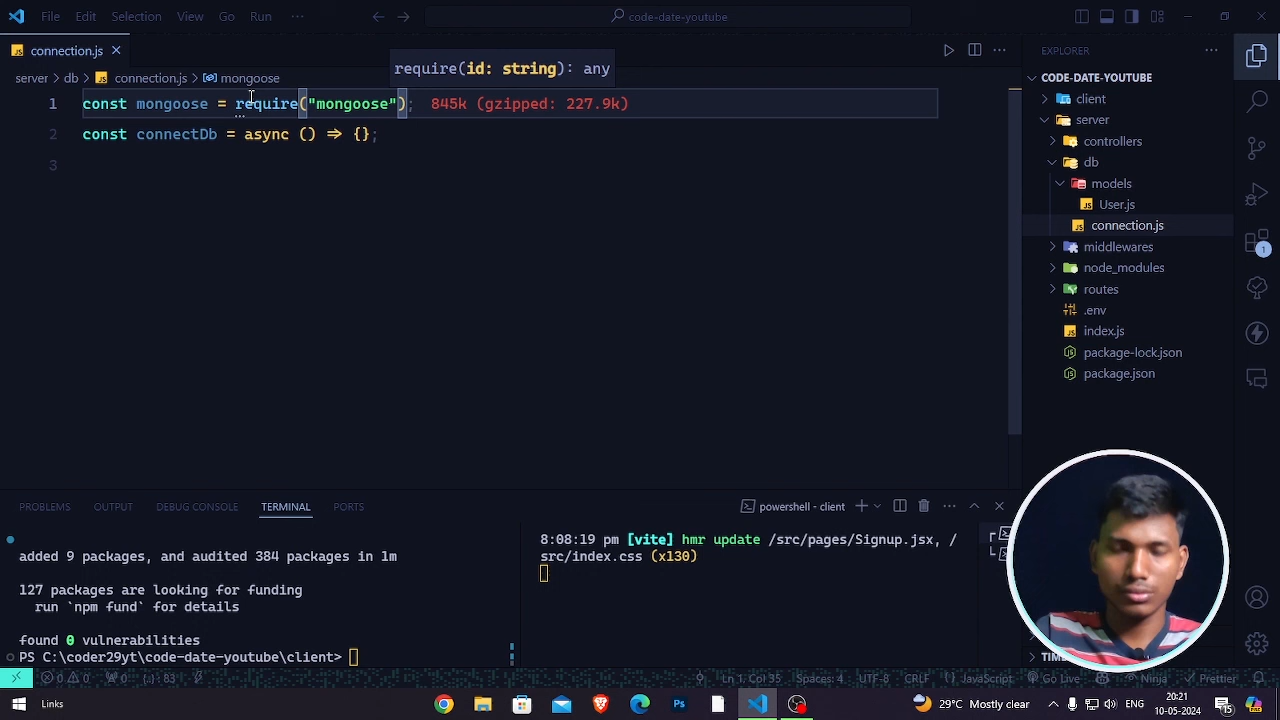 File Edit Selection View Go Run ···
code-date-youtube
connection.js
EXPLORER
server > db > connection.js > mongoose
require(id: string): any
1 const mongoose = require("mongoose"); 845k (gzipped: 227.9k)
2 const connectDb = async () => {};
3
CODE-DATE-YOUTUBE
client
server
controllers
db
models
User.js
connection.js
middlewares
node_modules
routes
.env
index.js
package-lock.json
package.json
1
PROBLEMS OUTPUT DEBUG CONSOLE TERMINAL PORTS
powershell - client
added 9 packages, and audited 384 packages in 1m
127 packages are looking for funding
run `npm fund` for details
found 0 vulnerabilities
PS C:\coder29yt\code-date-youtube\client>
8:08:19 pm [vite] hmr update /src/pages/Signup.jsx, /
src/index.css (x130)
0 0 0 83 Ln 1, Col 35 Spaces: 4 UTF-8 CRLF JavaScript Go Live Ninja Prettier
Links
29°C Mostly clear
20:21
10-05-2024